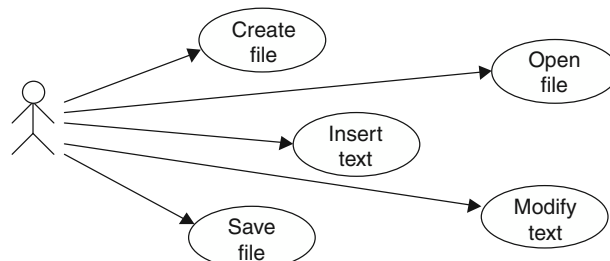 Create
file
Open
file
Insert
text
Modify
text
Save
file